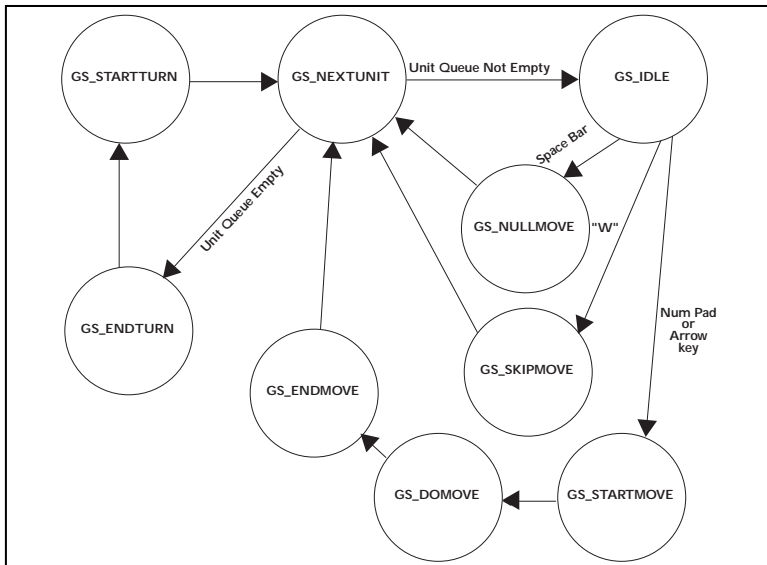 GS_STARTTURN
GS_NEXTUNIT
Unit Queue Not Empty
GS_IDLE
Space Bar
GS_NULLMOVE
"W"
Unit Queue Empty
GS_ENDTURN
Num Pad
or
Arrow
key
GS_SKIPMOVE
GS_ENDMOVE
GS_DOMOVE
GS_STARTMOVE